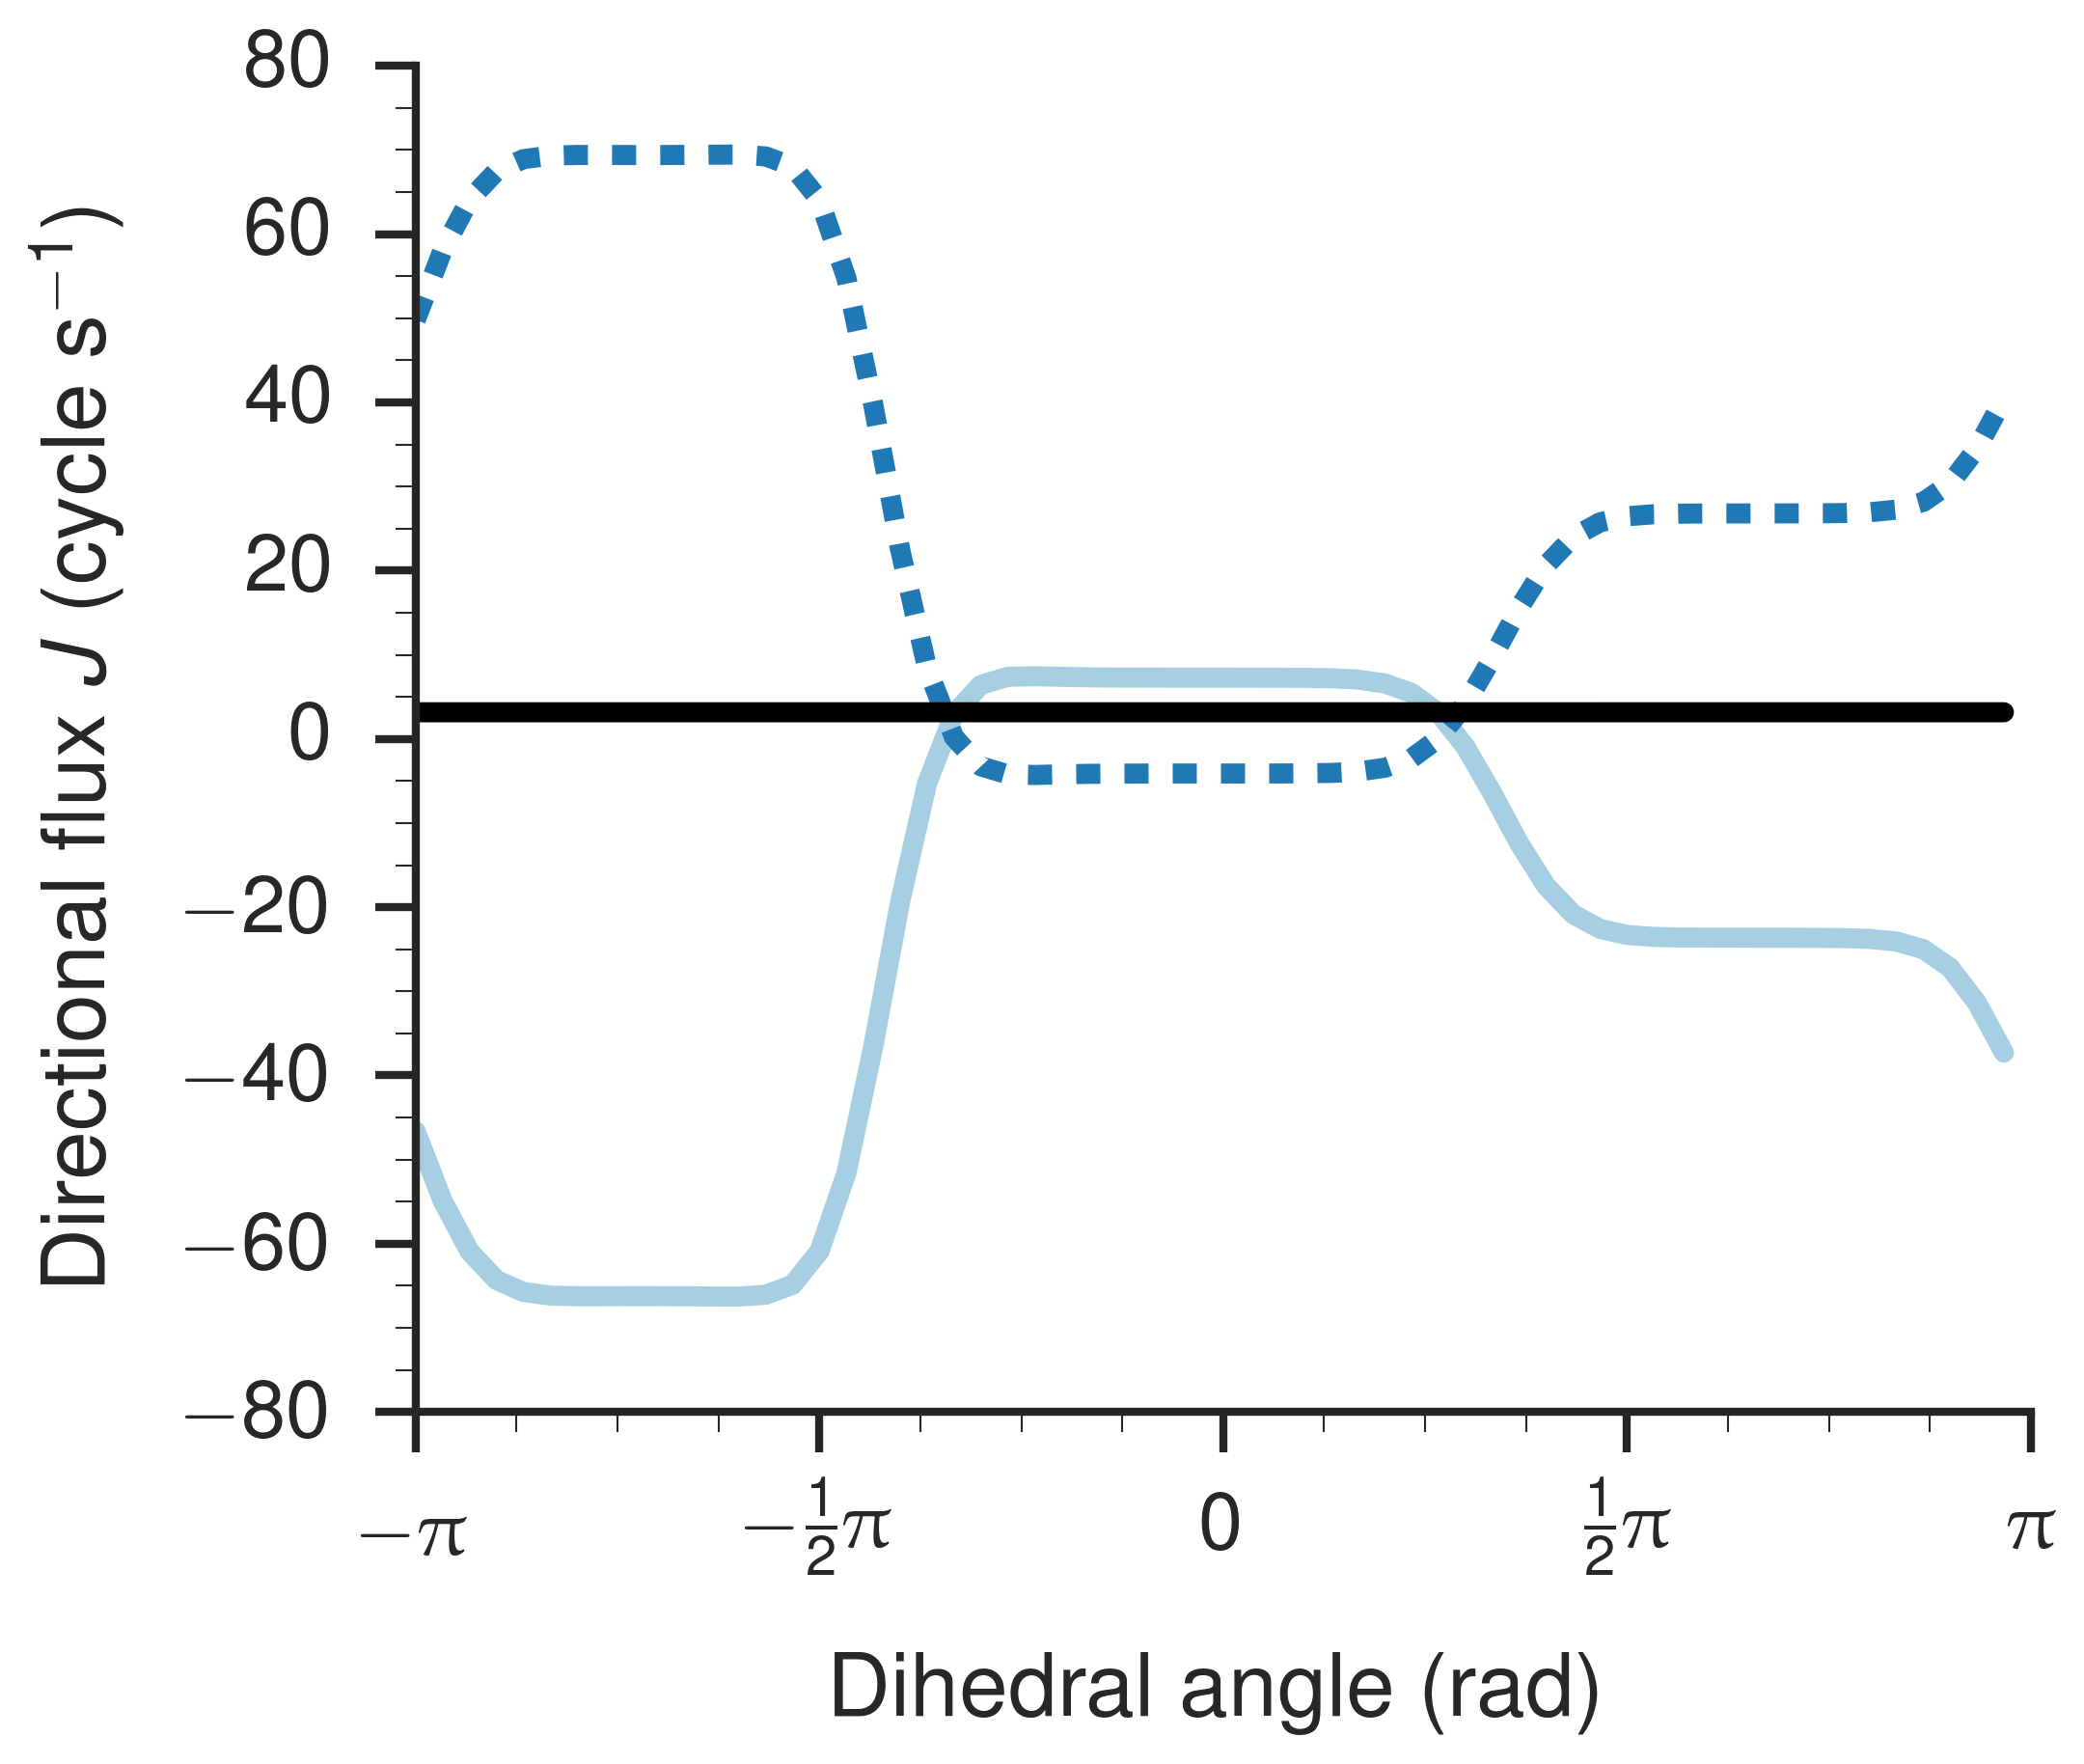 Directional flux J (cycle s⁻¹)
80
60
40
20
0
−20
−40
−60
−80
−π
−½π
0
½π
π
Dihedral angle (rad)